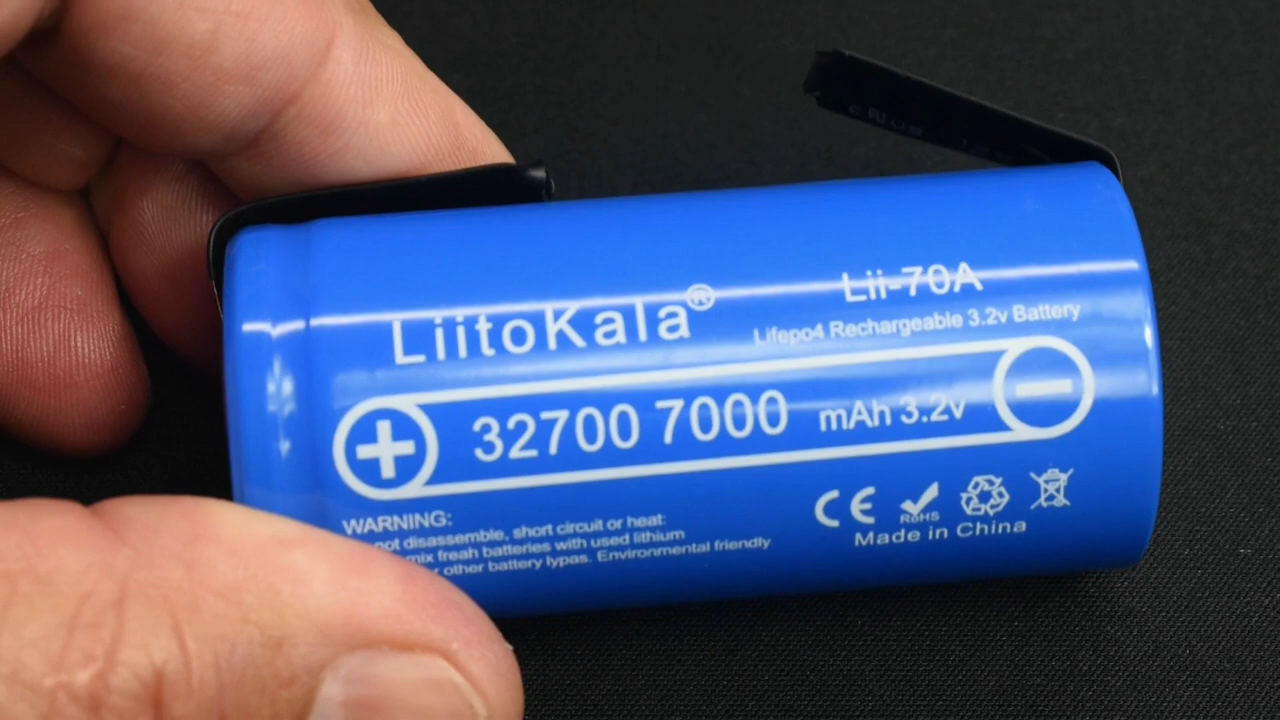 LiitoKala®
Lii-70A
Lifepo4 Rechargeable 3.2v Battery
32700 7000 mAh 3.2v
WARNING:
not disassemble, short circuit or heat:
mix freah batteries with used lithium
other battery lypas. Environmental friendly
CE RoHS
Made in China